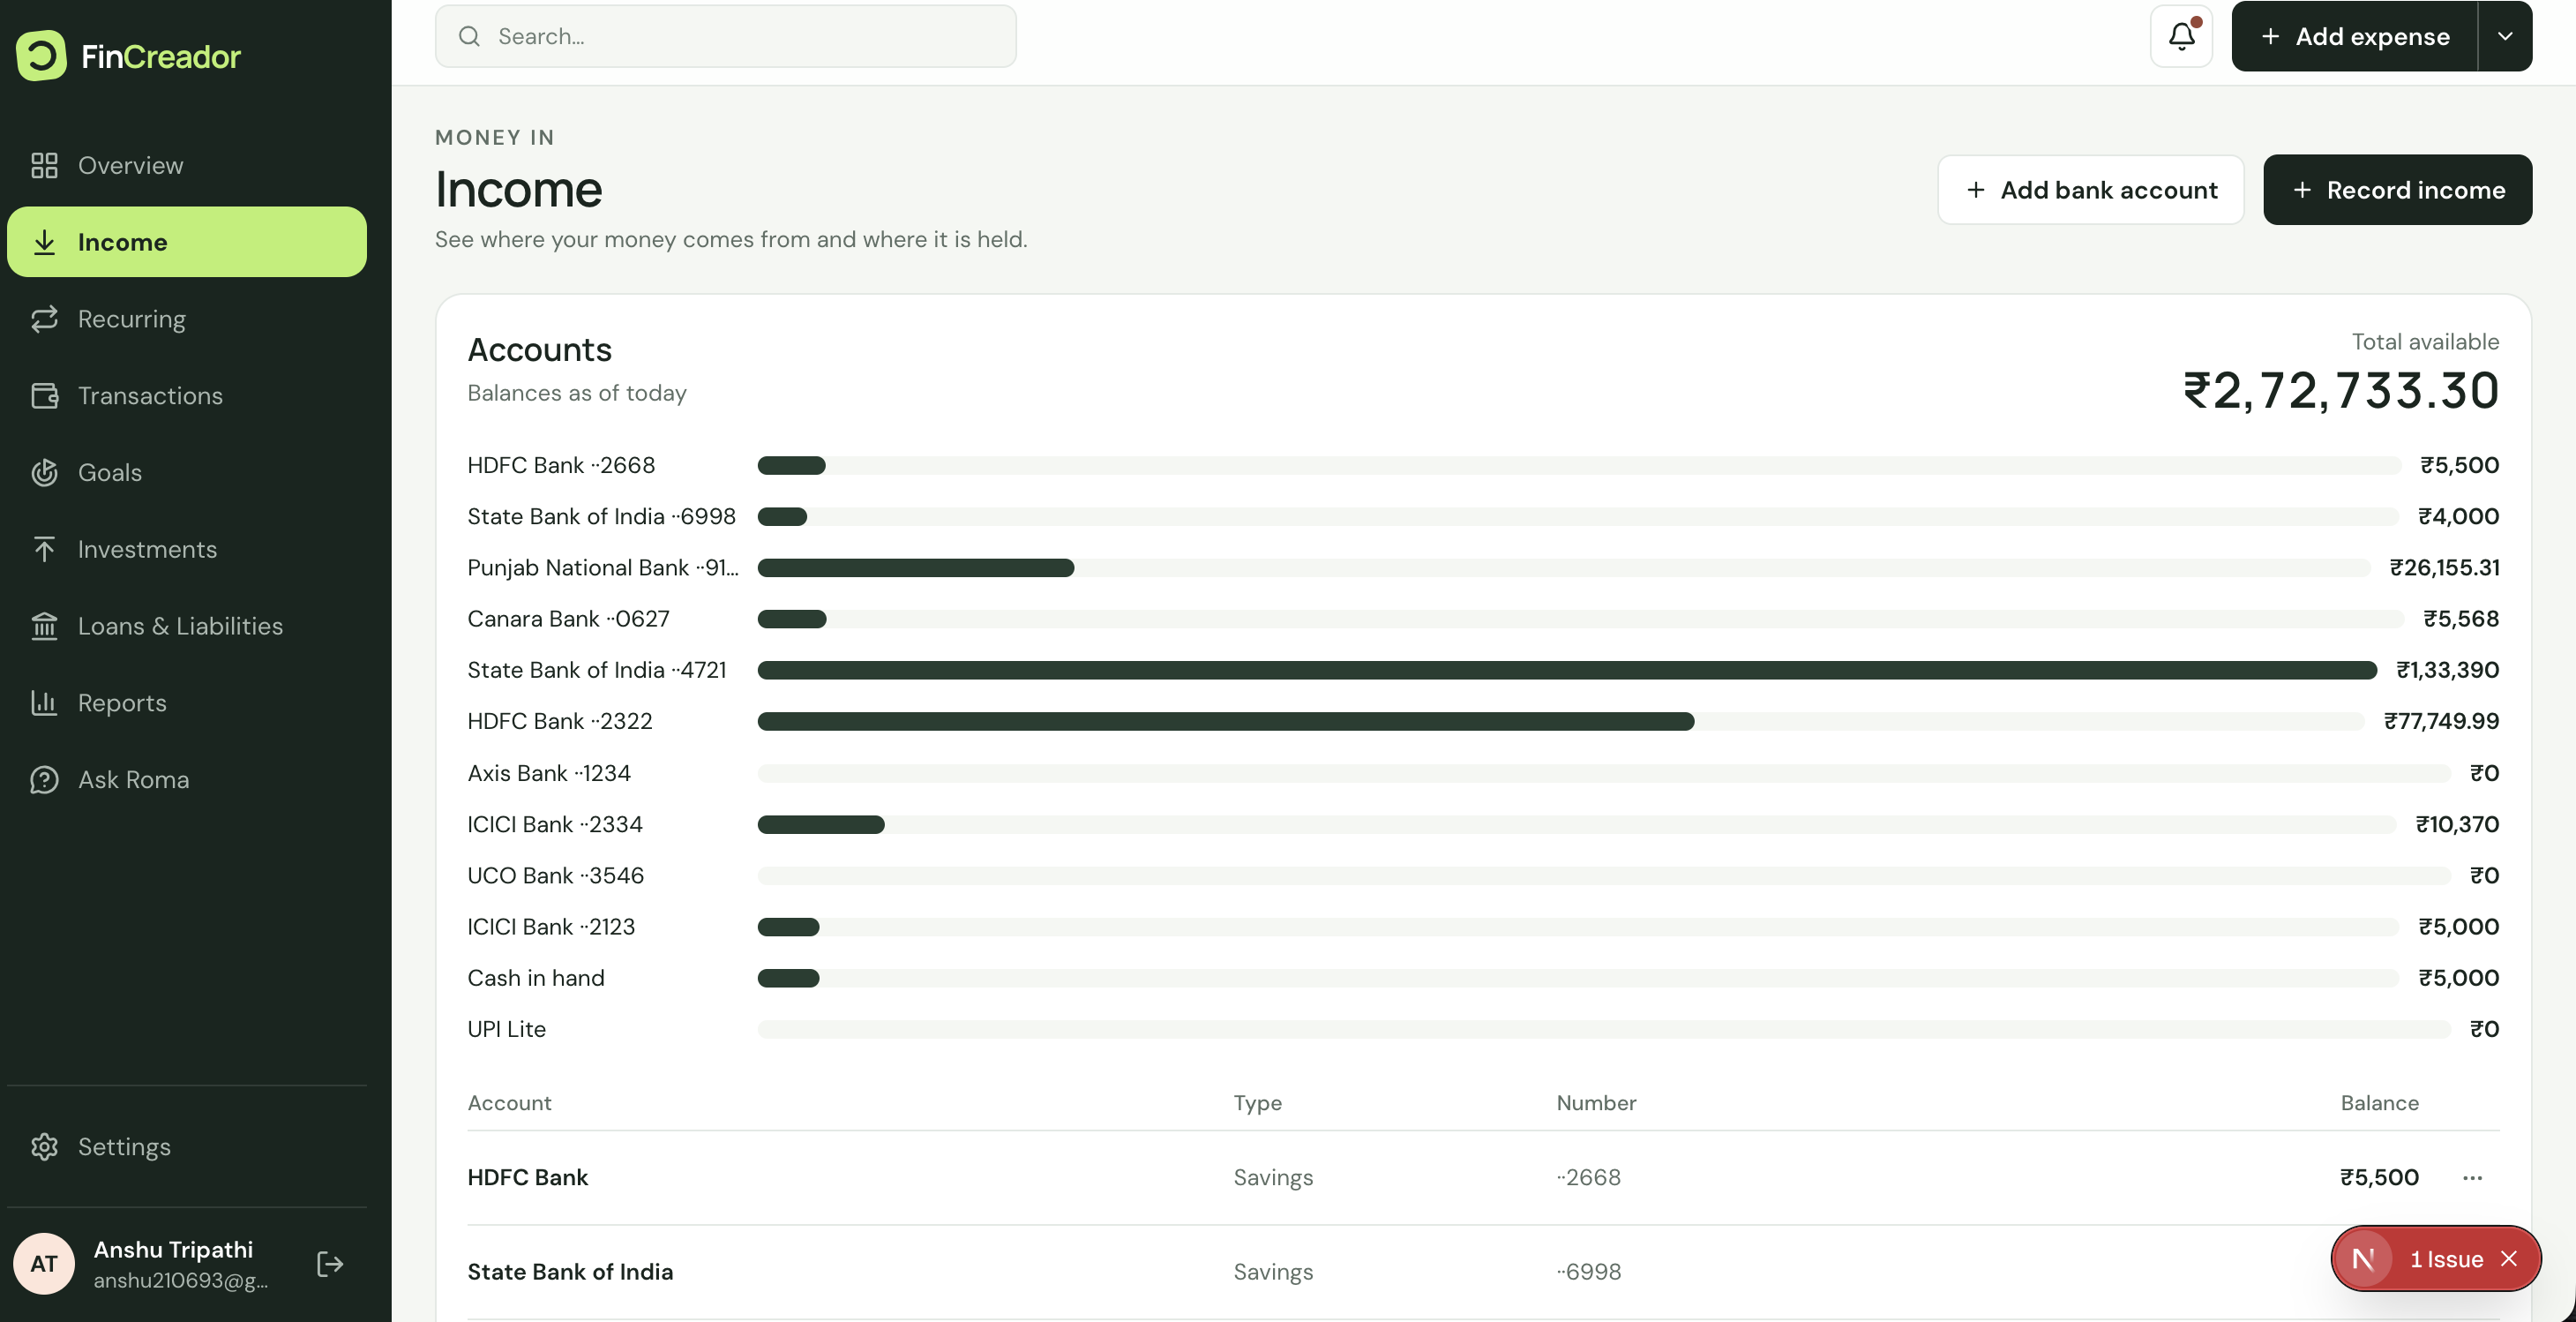 FinCreador
Search...
Add expense
Overview
Income
Recurring
Transactions
Goals
Investments
Loans & Liabilities
Reports
Ask Roma
Settings
AT
Anshu Tripathi
anshu210693@g...
MONEY IN
Income
See where your money comes from and where it is held.
Add bank account
Record income
Accounts
Balances as of today
Total available
₹2,72,733.30
HDFC Bank ··2668 ₹5,500
State Bank of India ··6998 ₹4,000
Punjab National Bank ··91... ₹26,155.31
Canara Bank ··0627 ₹5,568
State Bank of India ··4721 ₹1,33,390
HDFC Bank ··2322 ₹77,749.99
Axis Bank ··1234 ₹0
ICICI Bank ··2334 ₹10,370
UCO Bank ··3546 ₹0
ICICI Bank ··2123 ₹5,000
Cash in hand ₹5,000
UPI Lite ₹0
Account Type Number Balance
HDFC Bank Savings ··2668 ₹5,500
State Bank of India Savings ··6998
N 1 Issue